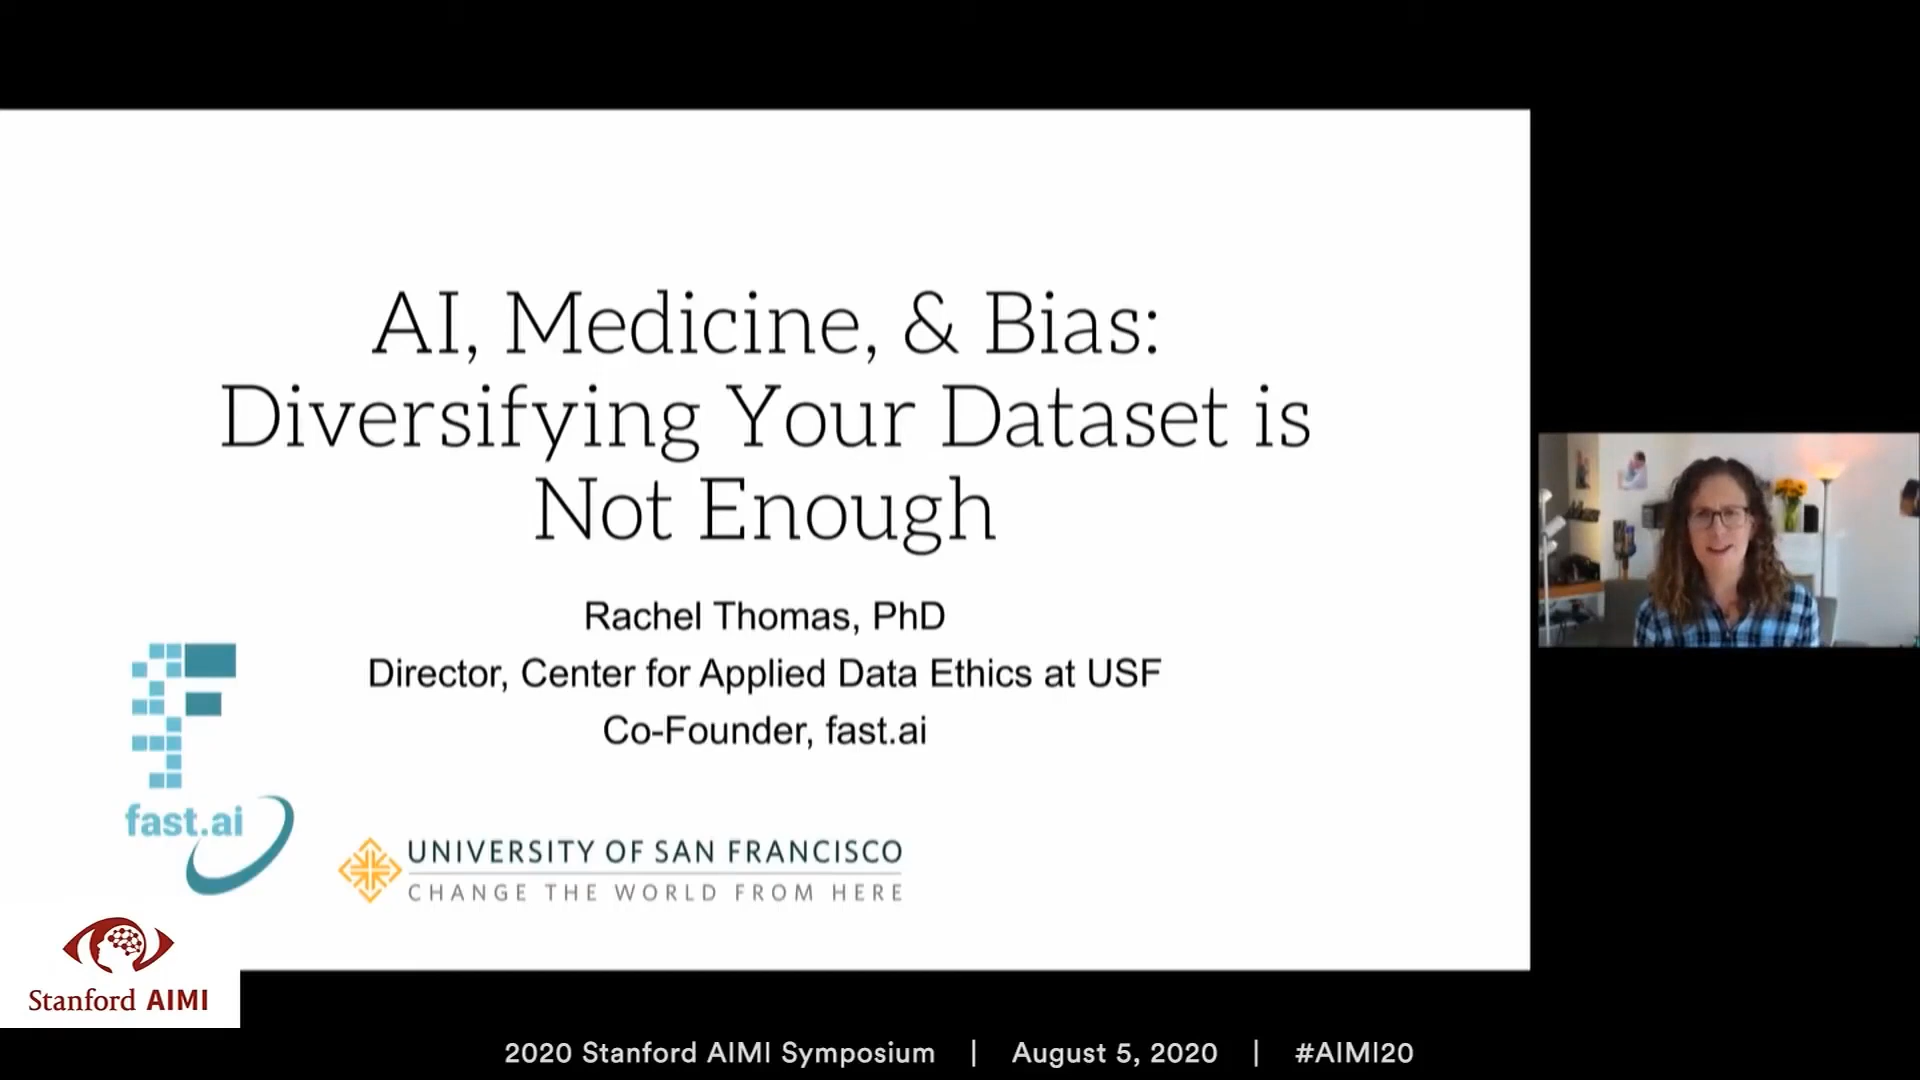 AI, Medicine, & Bias:
Diversifying Your Dataset is
Not Enough
Rachel Thomas, PhD
Director, Center for Applied Data Ethics at USF
Co-Founder, fast.ai
fast.ai
UNIVERSITY OF SAN FRANCISCO
CHANGE THE WORLD FROM HERE
Stanford AIMI
2020 Stanford AIMI Symposium | August 5, 2020 | #AIMI20